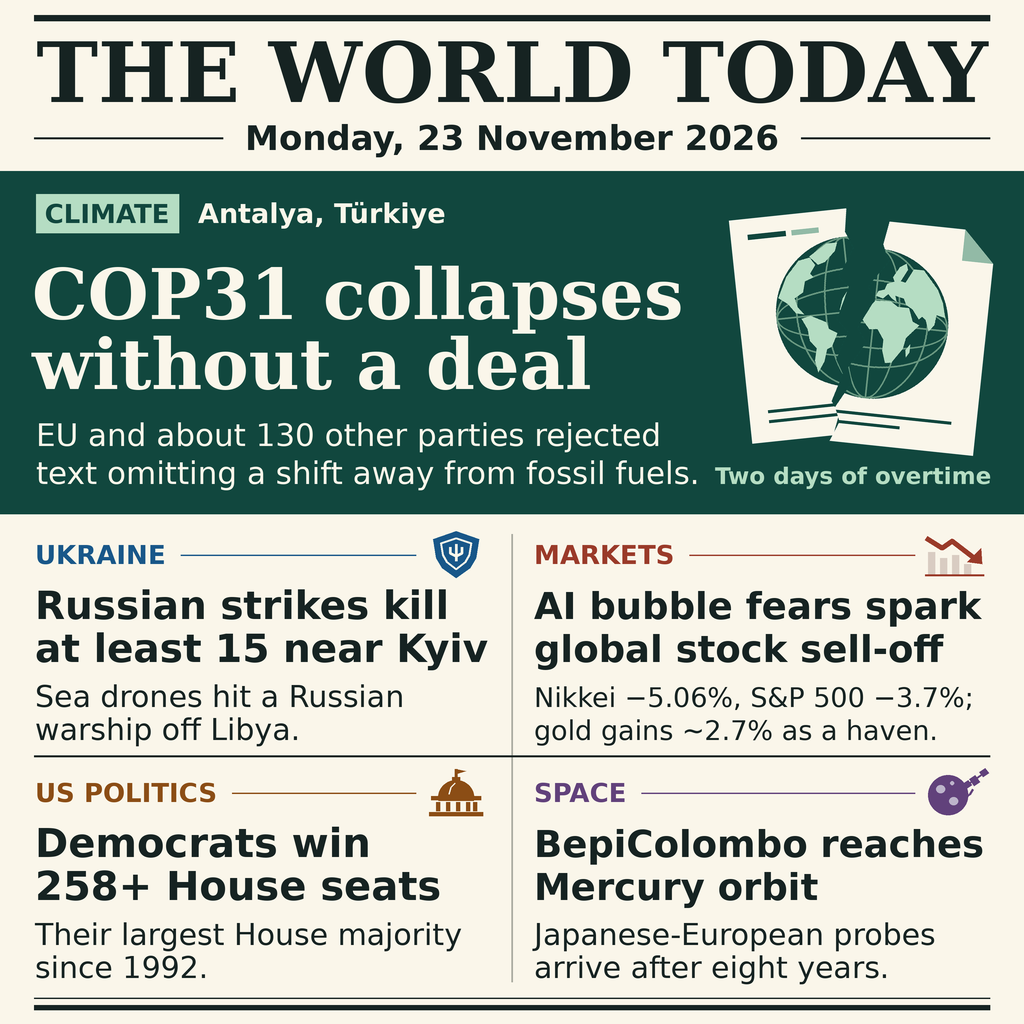 THE WORLD TODAY
Monday, 23 November 2026
CLIMATE Antalya, Türkiye
COP31 collapses
without a deal
EU and about 130 other parties rejected
text omitting a shift away from fossil fuels.
Two days of overtime
UKRAINE
Russian strikes kill
at least 15 near Kyiv
Sea drones hit a Russian
warship off Libya.
MARKETS
AI bubble fears spark
global stock sell-off
Nikkei −5.06%, S&P 500 −3.7%;
gold gains ~2.7% as a haven.
US POLITICS
Democrats win
258+ House seats
Their largest House majority
since 1992.
SPACE
BepiColombo reaches
Mercury orbit
Japanese-European probes
arrive after eight years.